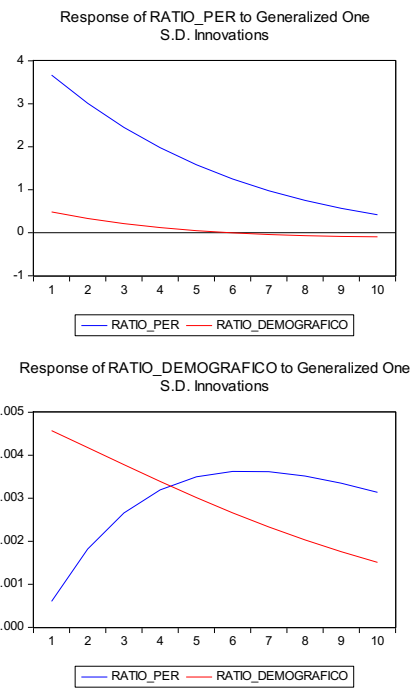 Response of RATIO_PER to Generalized One
S.D. Innovations
4
3
2
1
0
-1
1 2 3 4 5 6 7 8 9 10
RATIO_PER RATIO_DEMOGRAFICO
Response of RATIO_DEMOGRAFICO to Generalized One
S.D. Innovations
.005
.004
.003
.002
.001
.000
1 2 3 4 5 6 7 8 9 10
RATIO_PER RATIO_DEMOGRAFICO